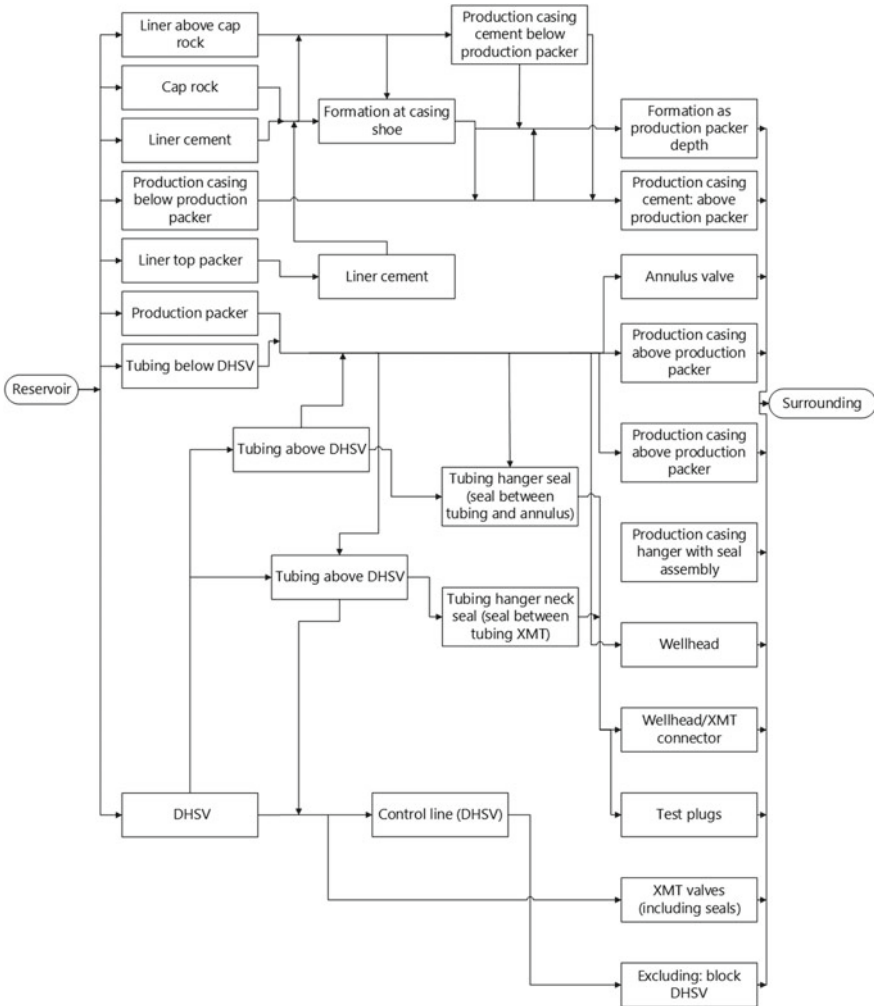 Liner above cap
rock
Production casing
cement below
production packer
Cap rock
Formation at casing
shoe
Formation as
production packer
depth
Liner cement
Production casing
below production
packer
Production casing
cement: above
production packer
Liner top packer
Liner cement
Annulus valve
Production packer
Production casing
above production
packer
Tubing below DHSV
Reservoir
Surrounding
Tubing above DHSV
Production casing
above production
packer
Tubing hanger seal
(seal between
tubing and annulus)
Production casing
hanger with seal
assembly
Tubing above DHSV
Tubing hanger neck
seal (seal between
tubing XMT)
Wellhead
Wellhead/XMT
connector
DHSV
Control line (DHSV)
Test plugs
XMT valves
(including seals)
Excluding: block
DHSV